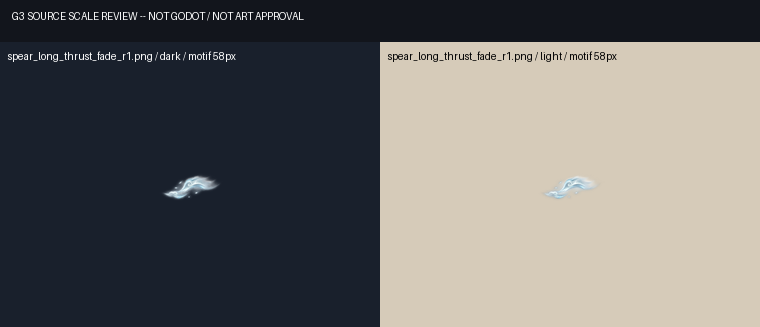 G3 SOURCE SCALE REVIEW -- NOT GODOT / NOT ART APPROVAL
spear_long_thrust_fade_r1.png / dark / motif 58px
spear_long_thrust_fade_r1.png / light / motif 58px